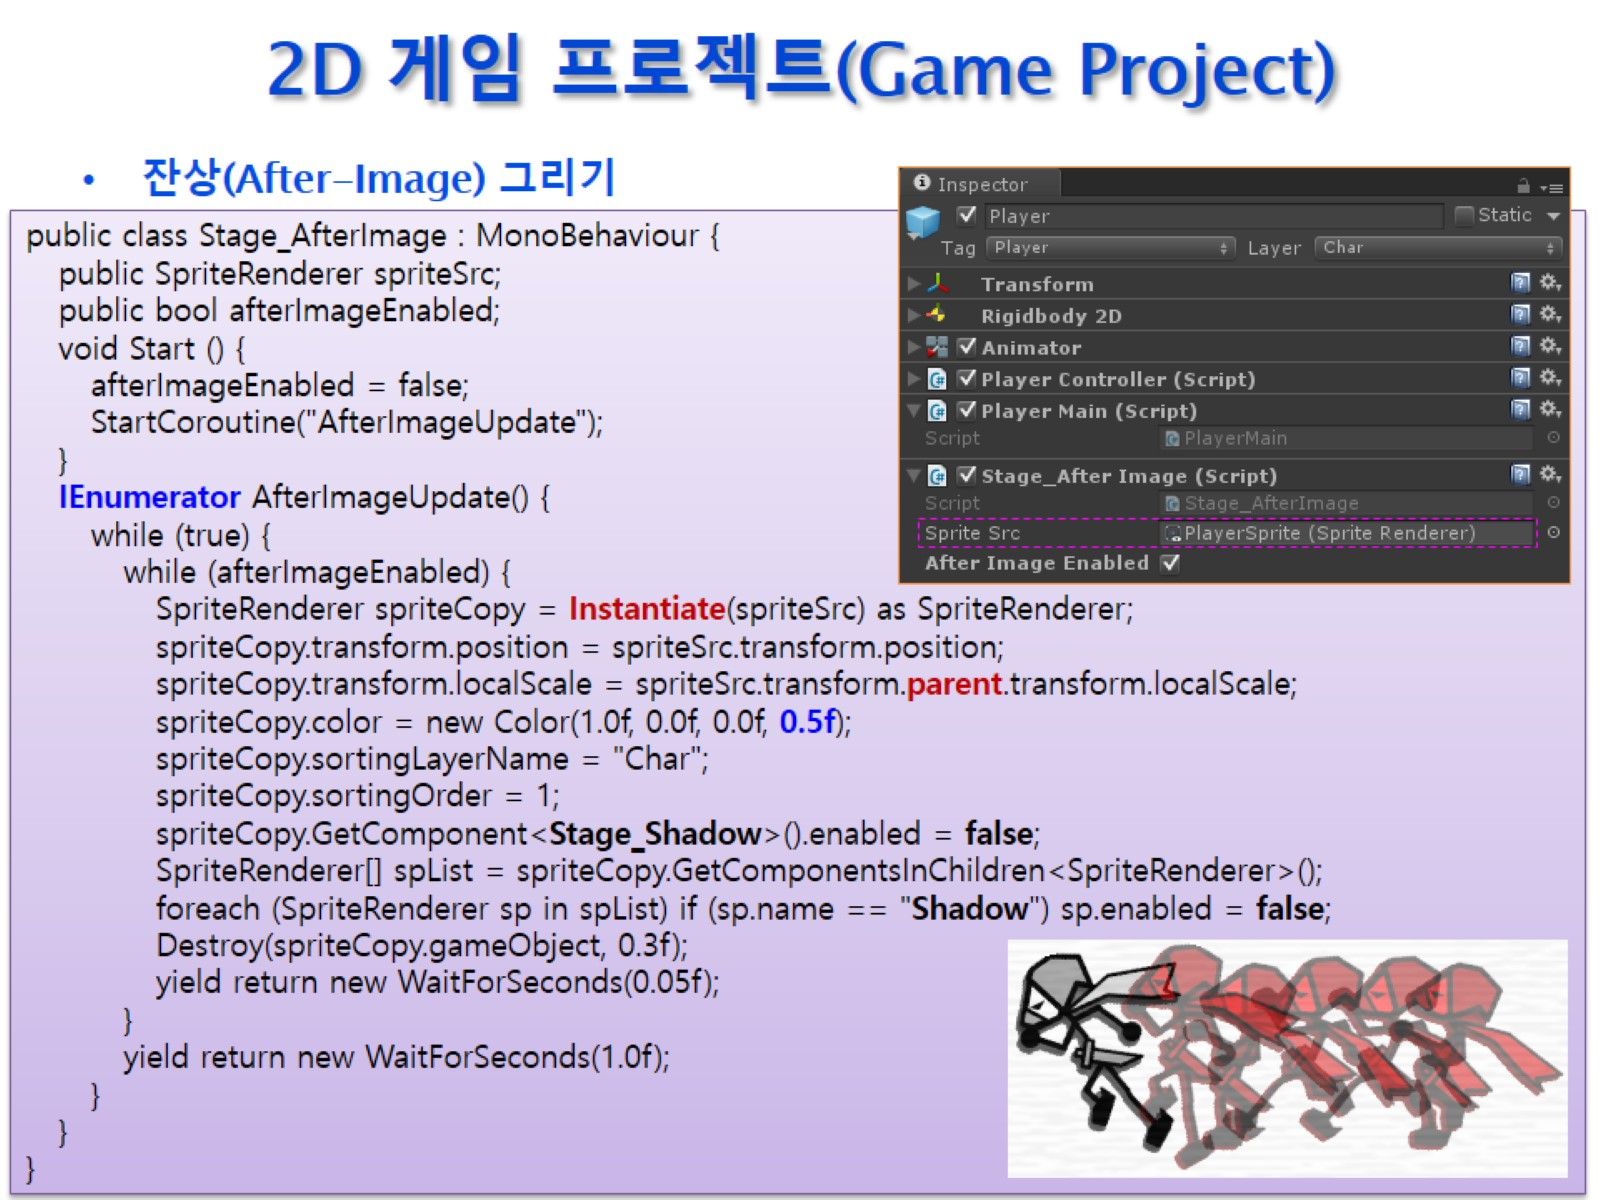 2D 게임 프로젝트(Game Project)
• 잔상(After-Image) 그리기
public class Stage_AfterImage : MonoBehaviour {
public SpriteRenderer spriteSrc;
public bool afterImageEnabled;
void Start () {
afterImageEnabled = false;
StartCoroutine("AfterImageUpdate");
}
IEnumerator AfterImageUpdate() {
while (true) {
while (afterImageEnabled) {
SpriteRenderer spriteCopy = Instantiate(spriteSrc) as SpriteRenderer;
spriteCopy.transform.position = spriteSrc.transform.position;
spriteCopy.transform.localScale = spriteSrc.transform.parent.transform.localScale;
spriteCopy.color = new Color(1.0f, 0.0f, 0.0f, 0.5f);
spriteCopy.sortingLayerName = "Char";
spriteCopy.sortingOrder = 1;
spriteCopy.GetComponent<Stage_Shadow>().enabled = false;
SpriteRenderer[] spList = spriteCopy.GetComponentsInChildren<SpriteRenderer>();
foreach (SpriteRenderer sp in spList) if (sp.name == "Shadow") sp.enabled = false;
Destroy(spriteCopy.gameObject, 0.3f);
yield return new WaitForSeconds(0.05f);
}
yield return new WaitForSeconds(1.0f);
}
}
}
Inspector
Player Static
Tag Player Layer Char
Transform
Rigidbody 2D
Animator
Player Controller (Script)
Player Main (Script)
Script PlayerMain
Stage_After Image (Script)
Script Stage_AfterImage
Sprite Src PlayerSprite (Sprite Renderer)
After Image Enabled